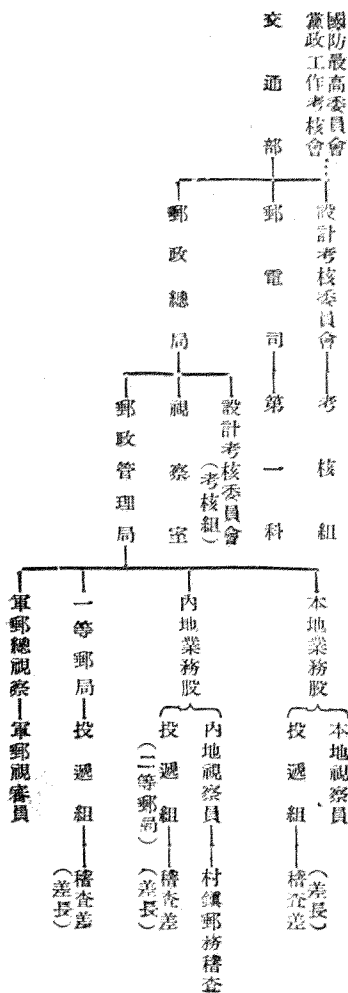 國防最高委員會
黨政工作考核會
交通部
設計考核委員會
考核組
郵電司
第一科
郵政總局
設計考核委員會
(考核組)
視察室
郵政管理局
本地業務股
本地視察員
投遞組
稽查差
(差長)
內地業務股
內地視察員
村鎮郵務稽查
投遞組
(二等郵局)
稽查差
(差長)
一等郵局
投遞組
稽查差
(差長)
軍郵總視察
軍郵視察員